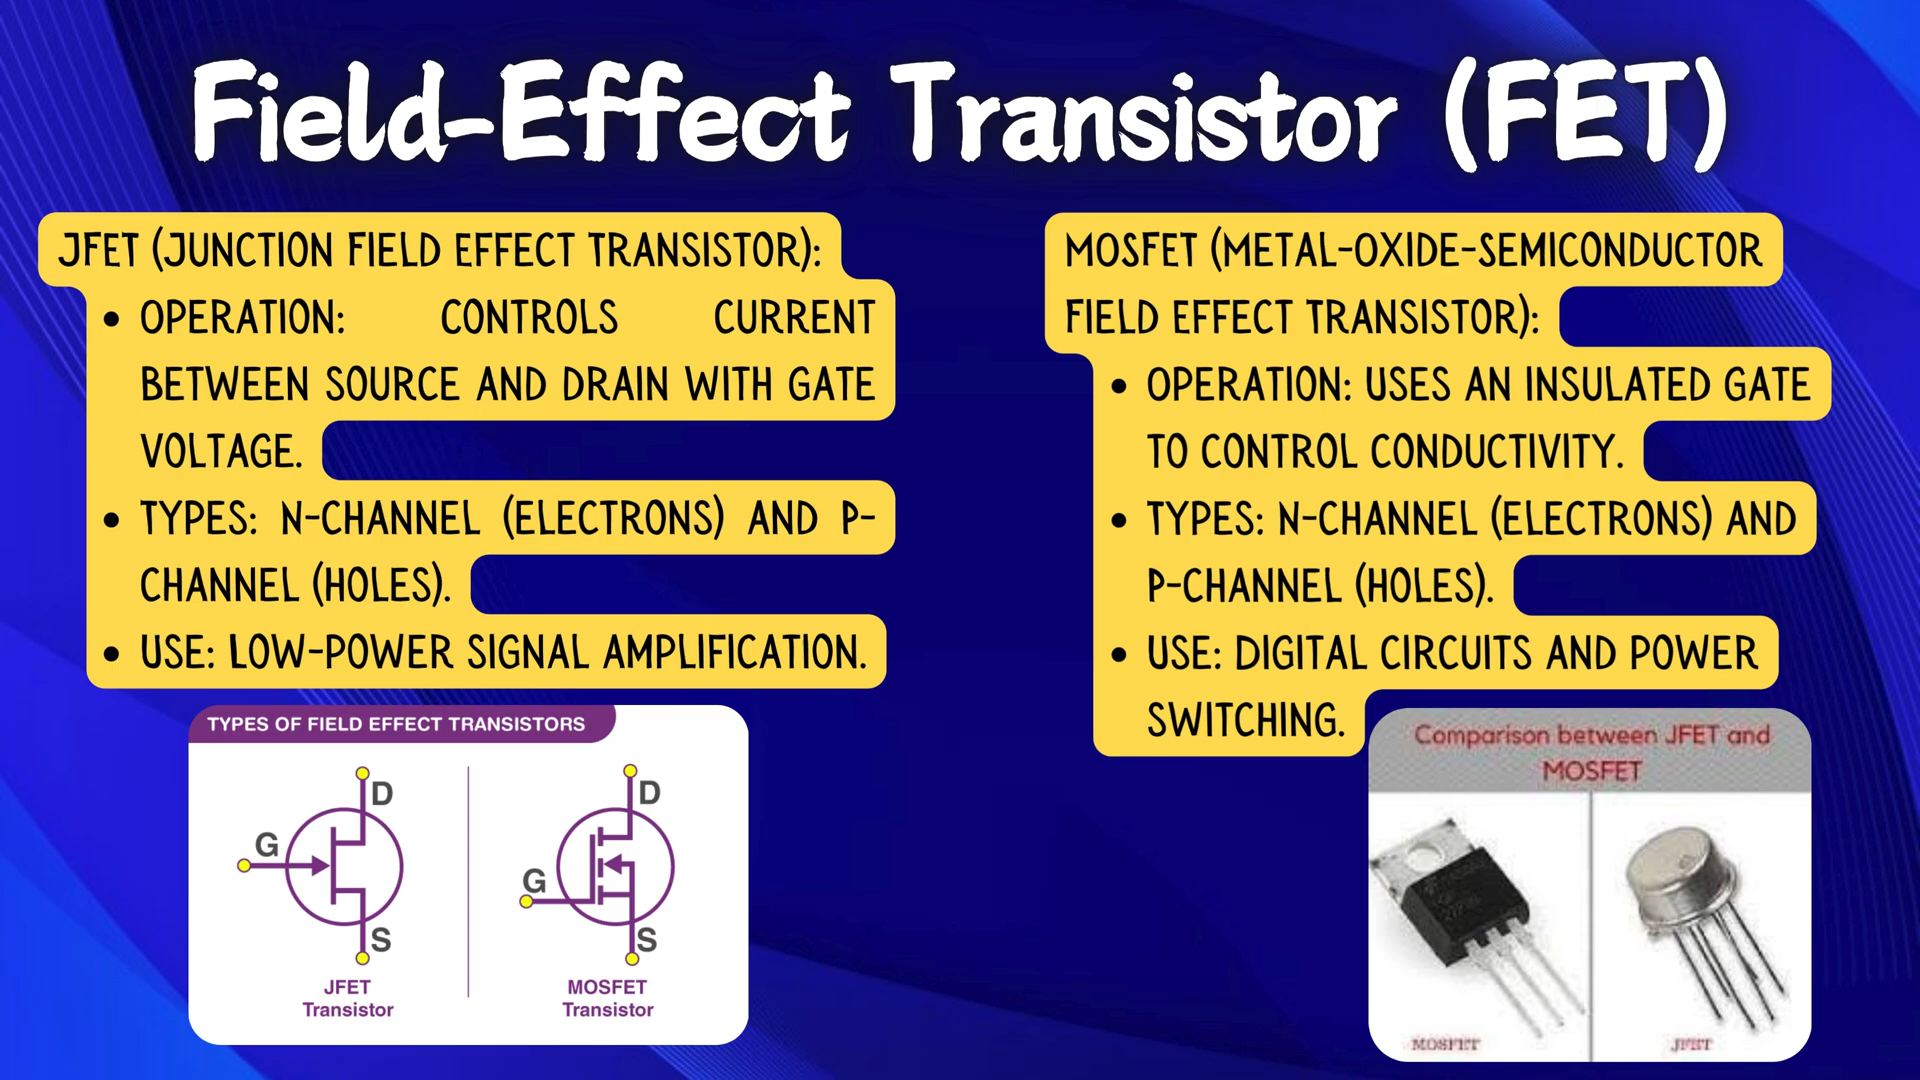 Field-Effect Transistor (FET)
JFET (JUNCTION FIELD EFFECT TRANSISTOR):
• OPERATION: CONTROLS CURRENT
BETWEEN SOURCE AND DRAIN WITH GATE
VOLTAGE.
• TYPES: N-CHANNEL (ELECTRONS) AND P-
CHANNEL (HOLES).
• USE: LOW-POWER SIGNAL AMPLIFICATION.
MOSFET (METAL-OXIDE-SEMICONDUCTOR
FIELD EFFECT TRANSISTOR):
• OPERATION: USES AN INSULATED GATE
TO CONTROL CONDUCTIVITY.
• TYPES: N-CHANNEL (ELECTRONS) AND
P-CHANNEL (HOLES).
• USE: DIGITAL CIRCUITS AND POWER
SWITCHING.
TYPES OF FIELD EFFECT TRANSISTORS
D
G
S
JFET
Transistor
D
G
S
MOSFET
Transistor
Comparison between JFET and
MOSFET
MOSFET
JFET